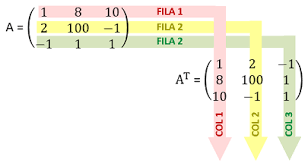 A = ( 1 8 10 ) FILA 1
( 2 100 −1 ) FILA 2
( −1 1 1 ) FILA 2
Aᵀ = ( 1 2 −1 )
( 8 100 1 )
( 10 −1 1 )
COL 1 COL 2 COL 3